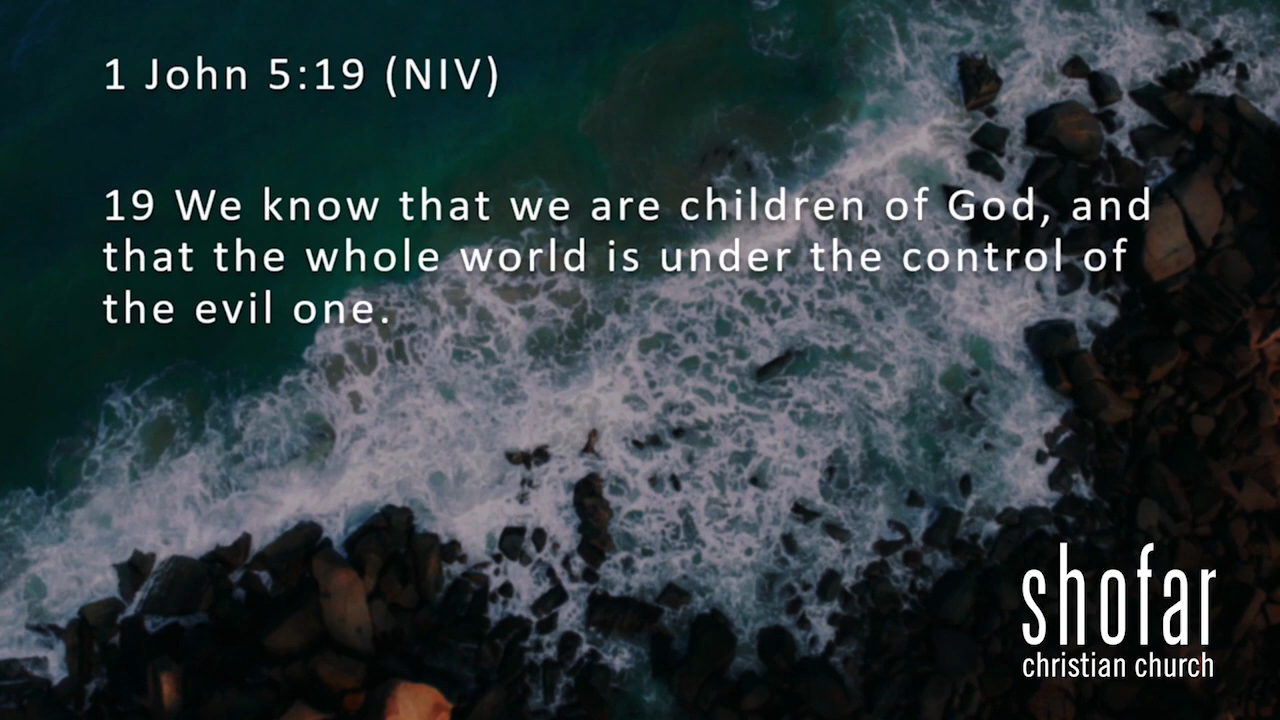 1 John 5:19 (NIV)
19 We know that we are children of God, and
that the whole world is under the control of
the evil one.
shofar
christian church